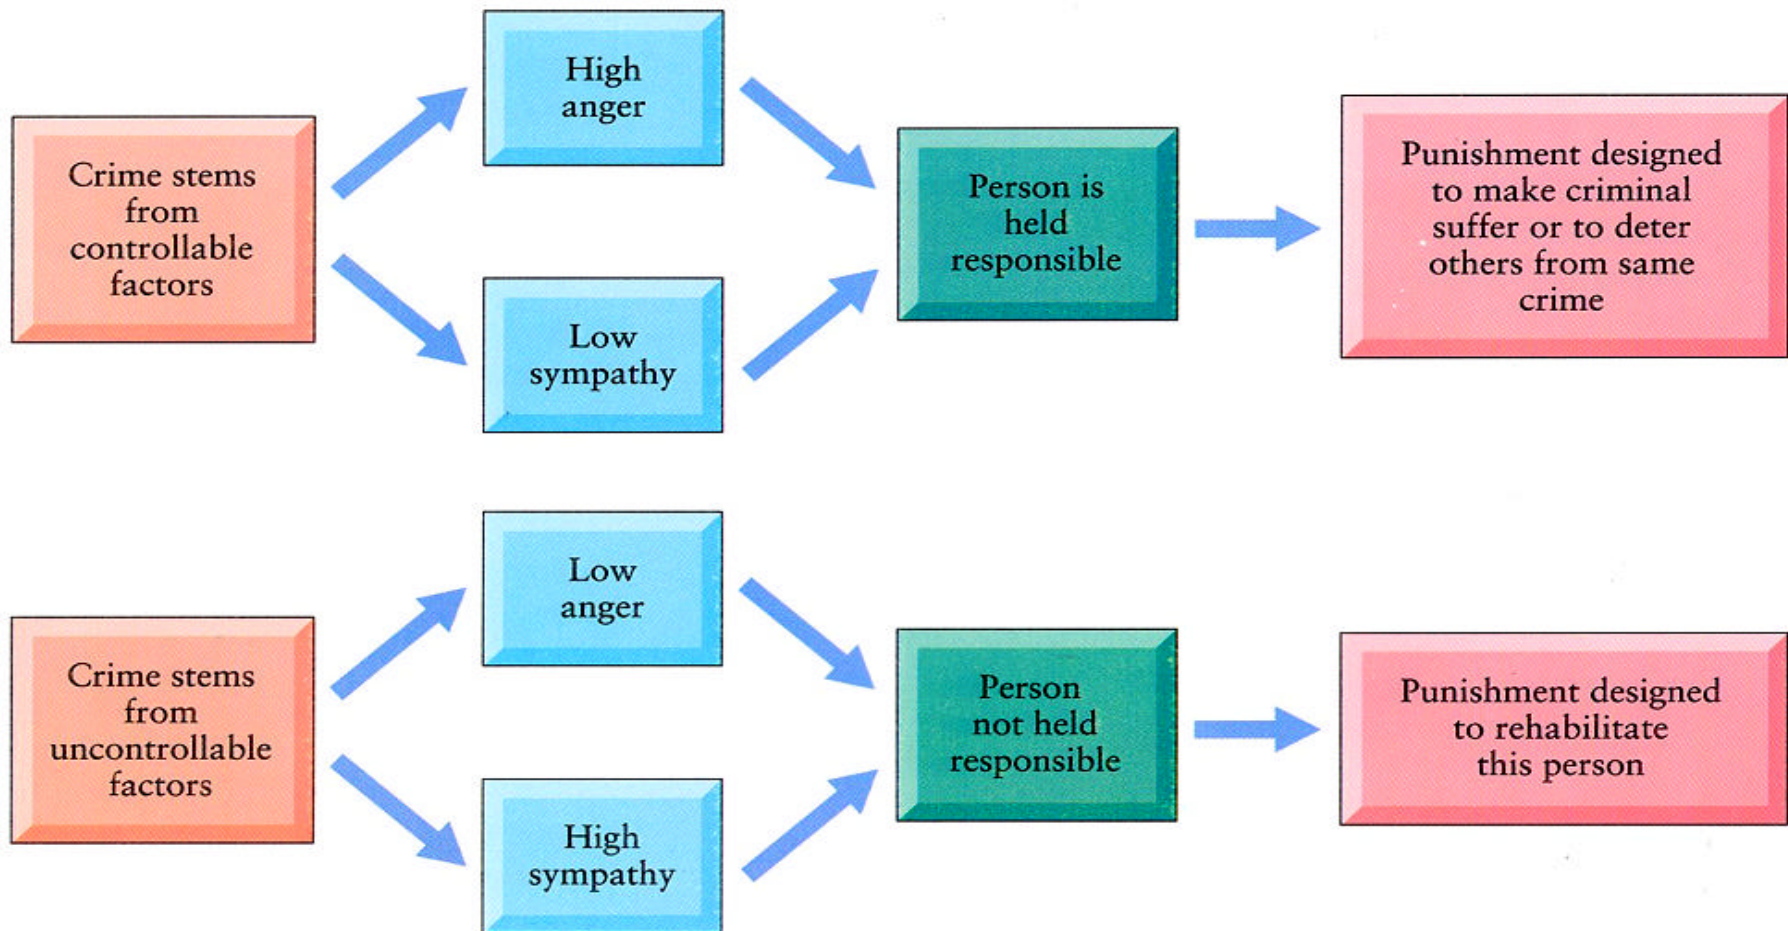 High
anger
Crime stems
from
controllable
factors
Low
sympathy
Person is
held
responsible
Punishment designed
to make criminal
suffer or to deter
others from same
crime
Low
anger
Crime stems
from
uncontrollable
factors
High
sympathy
Person
not held
responsible
Punishment designed
to rehabilitate
this person